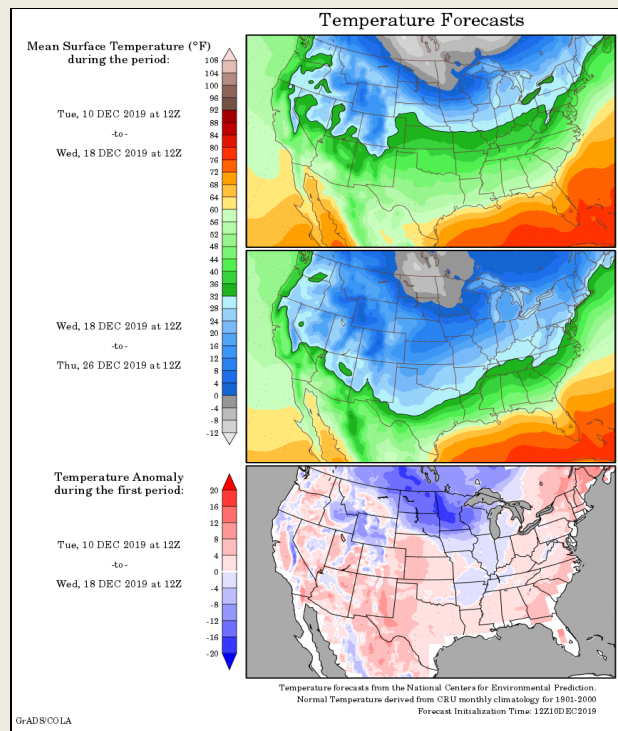 Temperature Forecasts
Mean Surface Temperature (°F)
during the period:
Tue, 10 DEC 2019 at 12Z
-to-
Wed, 18 DEC 2019 at 12Z
108
104
100
96
92
88
84
80
76
72
68
64
60
56
52
48
44
40
36
32
28
24
20
16
12
8
4
0
-4
-8
-12
Wed, 18 DEC 2019 at 12Z
-to-
Thu, 26 DEC 2019 at 12Z
Temperature Anomaly
during the first period:
Tue, 10 DEC 2019 at 12Z
-to-
Wed, 18 DEC 2019 at 12Z
20
16
12
8
4
0
-4
-8
-12
-16
-20
Temperature forecasts from the National Centers for Environmental Prediction.
Normal Temperature derived from CRU monthly climatology for 1901-2000
Forecast Initialization Time: 12Z10DEC2019
GrADS/COLA